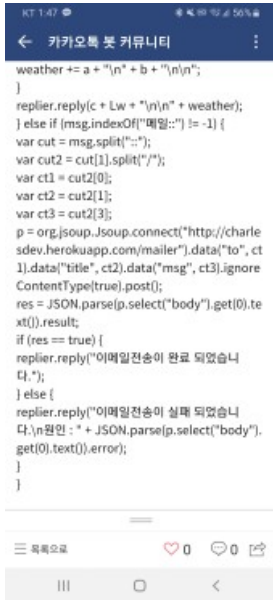 KT 1:47
56%
카카오톡 봇 커뮤니티
weather += a + "\n" + b + "\n\n";
}
replier.reply(c + Lw + "\n\n" + weather);
} else if (msg.indexOf("메일::") != -1) {
var cut = msg.split("::");
var cut2 = cut[1].split("/");
var ct1 = cut2[0];
var ct2 = cut2[1];
var ct3 = cut2[3];
p = org.jsoup.Jsoup.connect("http://charle
sdev.herokuapp.com/mailer").data("to", ct
1).data("title", ct2).data("msg", ct3).ignore
ContentType(true).post();
res = JSON.parse(p.select("body").get(0).te
xt()).result;
if (res == true) {
replier.reply("이메일전송이 완료 되었습니
다.");
} else {
replier.reply("이메일전송이 실패 되었습니
다.\n원인 : " + JSON.parse(p.select("body").
get(0).text()).error);
}
}
목록으로
0
0